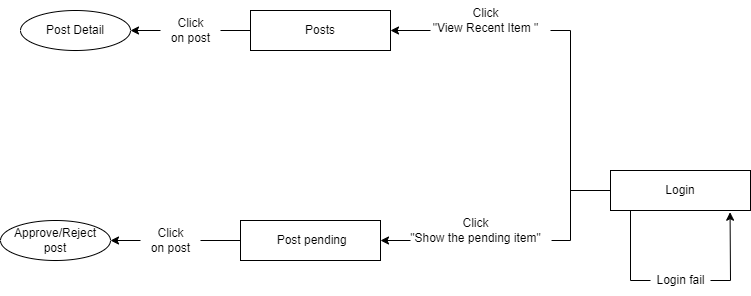 Click
"View Recent Item "
Click
on post
Post Detail
Posts
Login
Click
"Show the pending item"
Click
on post
Approve/Reject
post
Post pending
Login fail